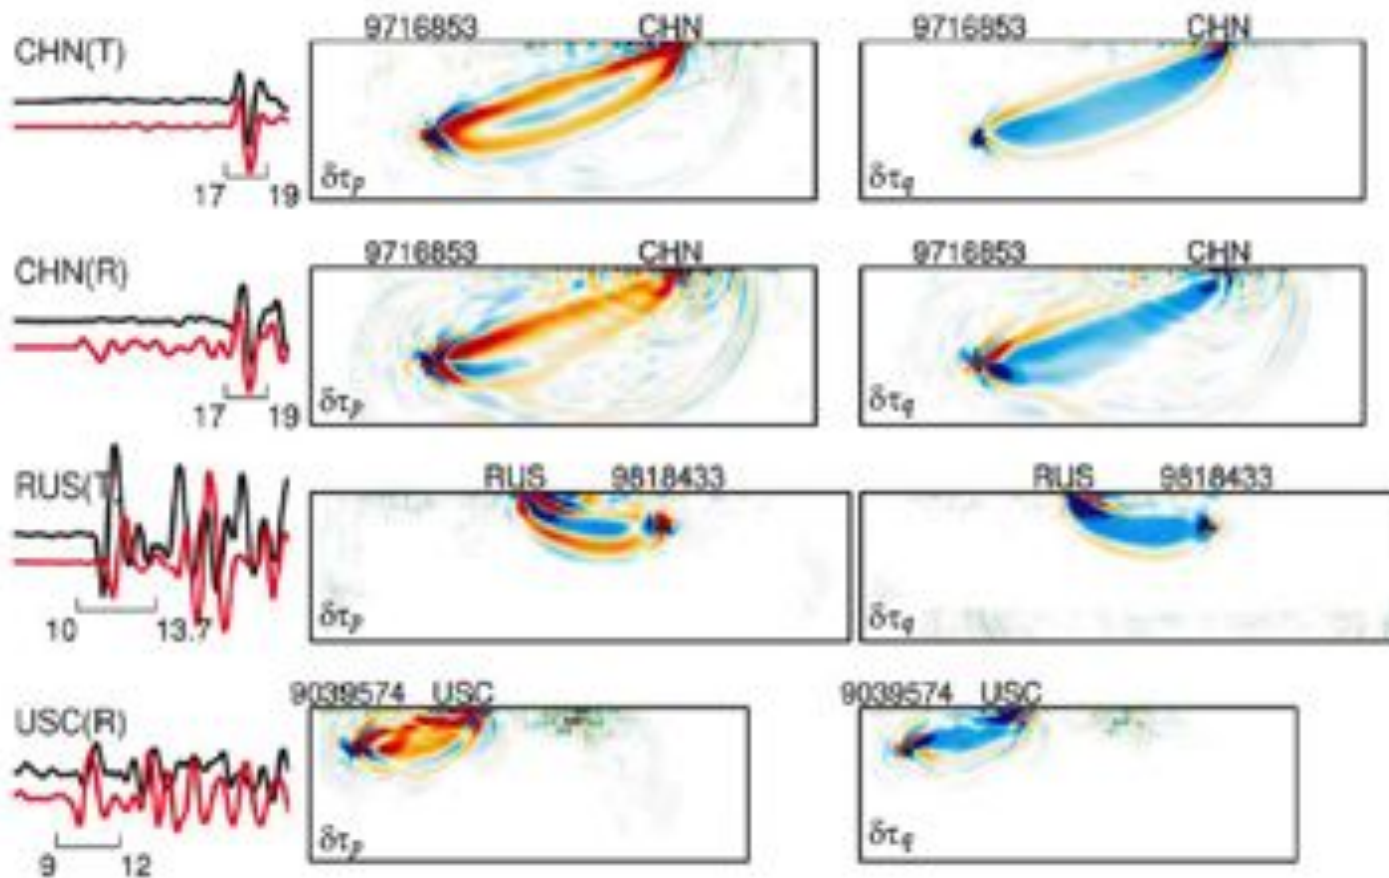 CHN(T)
17 19
9716853 CHN
δτp
9716853 CHN
δτq
CHN(R)
17 19
9716853 CHN
δτp
9716853 CHN
δτq
RUS(T
10 13.7
RUS 9818433
δτp
RUS 9818433
δτq
USC(R)
9 12
9039574 USC
δτp
9039574 USC
δτq